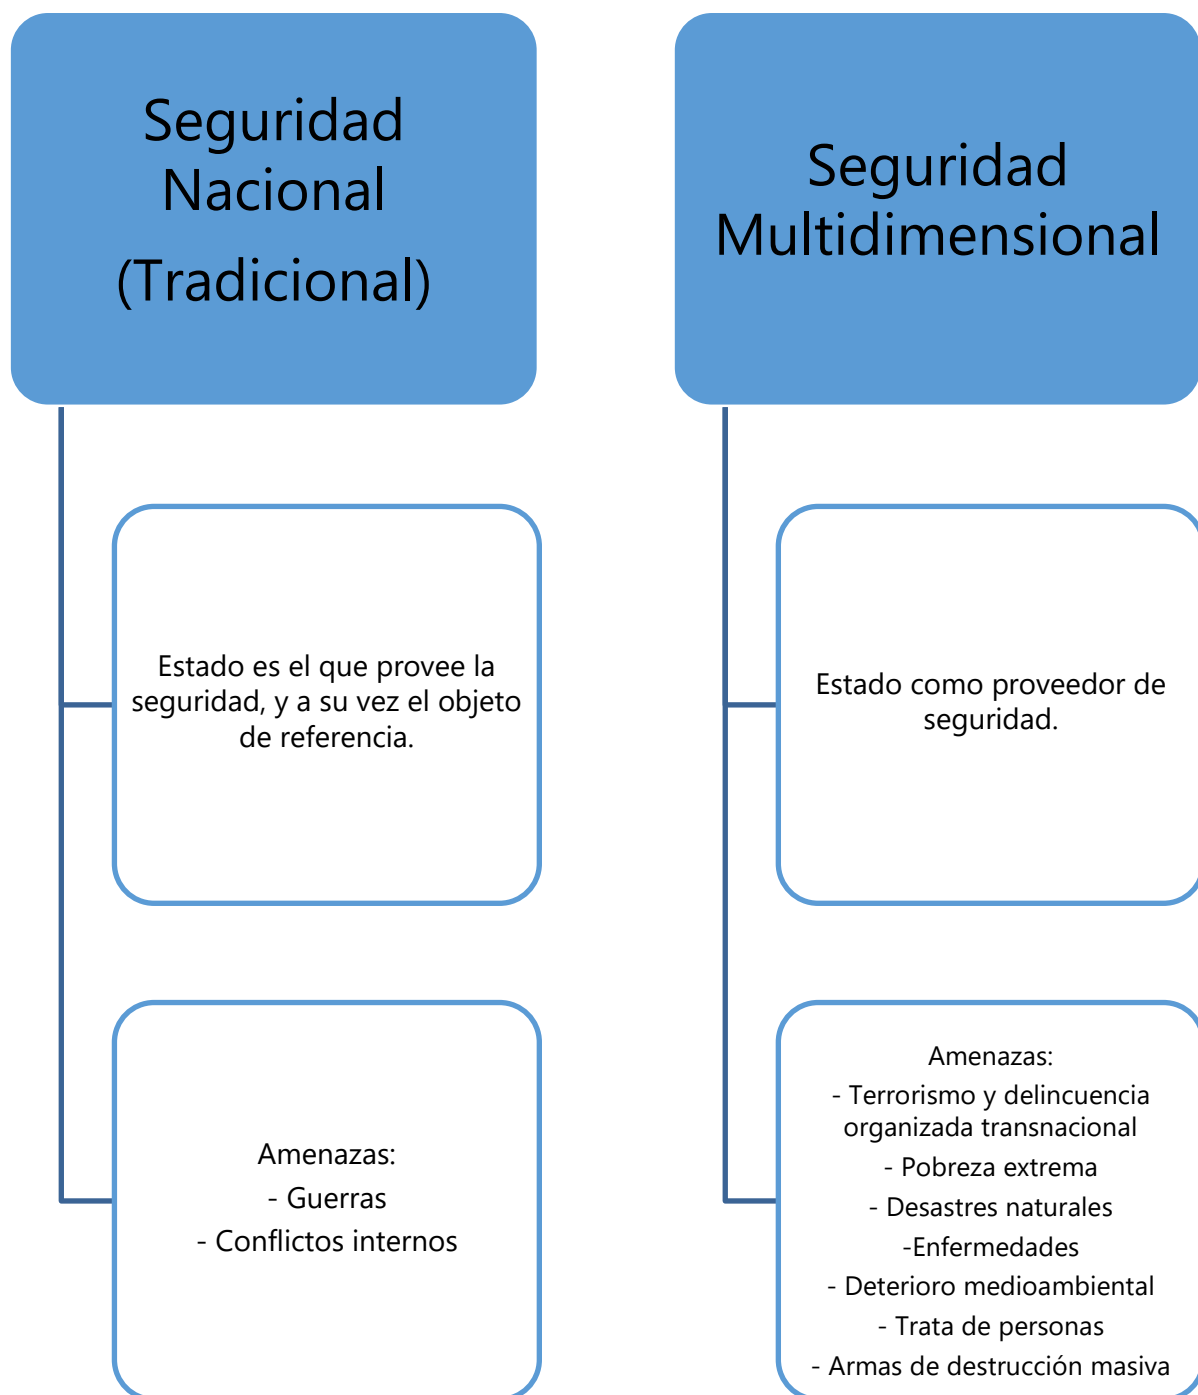 Seguridad
Nacional
(Tradicional)
Estado es el que provee la
seguridad, y a su vez el objeto
de referencia.
Amenazas:
- Guerras
- Conflictos internos
Seguridad
Multidimensional
Estado como proveedor de
seguridad.
Amenazas:
- Terrorismo y delincuencia
organizada transnacional
- Pobreza extrema
- Desastres naturales
-Enfermedades
- Deterioro medioambiental
- Trata de personas
- Armas de destrucción masiva